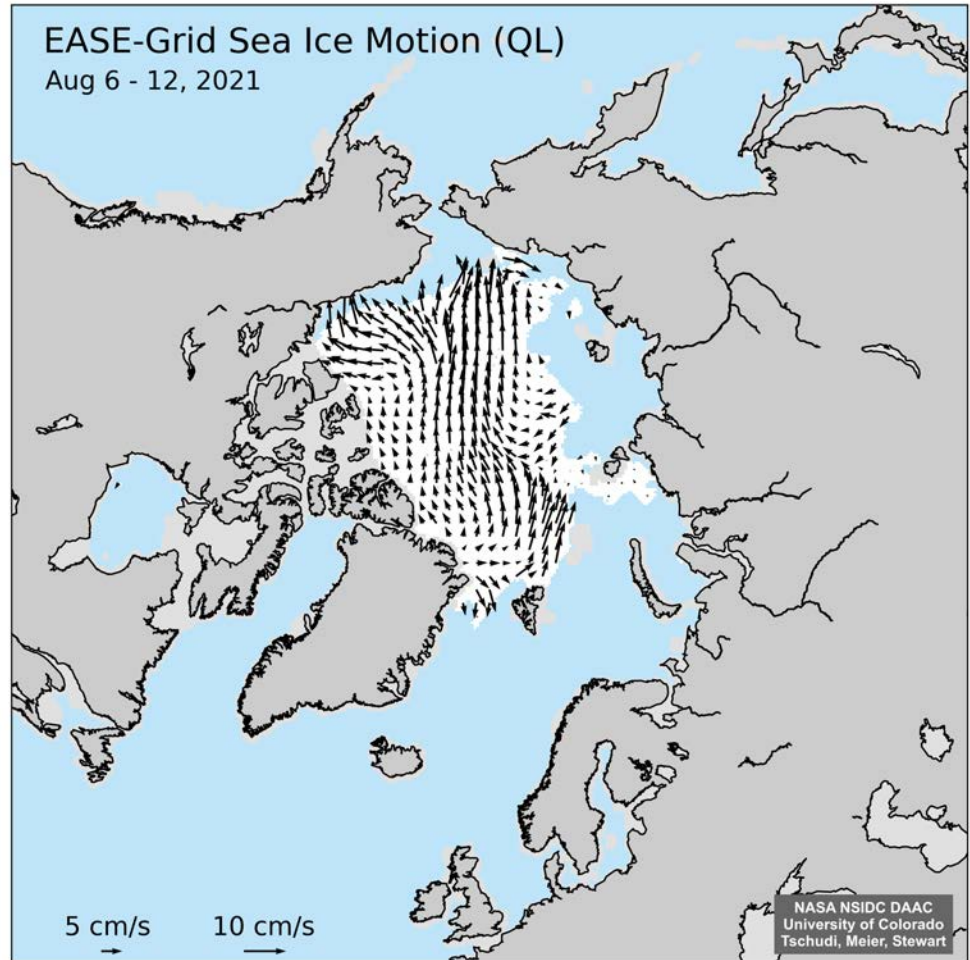 EASE-Grid Sea Ice Motion (QL)
Aug 6 - 12, 2021
5 cm/s
10 cm/s
NASA NSIDC DAAC
University of Colorado
Tschudi, Meier, Stewart